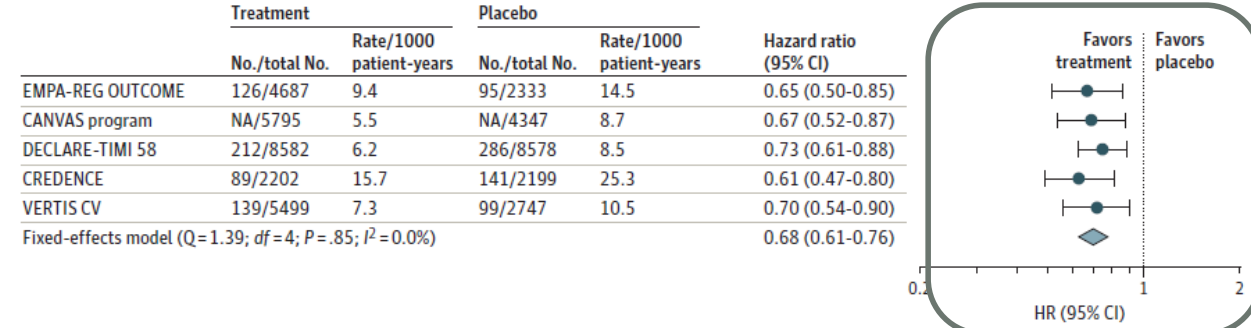 Treatment Placebo
No./total No. Rate/1000 patient-years No./total No. Rate/1000 patient-years Hazard ratio (95% CI) Favors treatment Favors placebo
EMPA-REG OUTCOME 126/4687 9.4 95/2333 14.5 0.65 (0.50-0.85)
CANVAS program NA/5795 5.5 NA/4347 8.7 0.67 (0.52-0.87)
DECLARE-TIMI 58 212/8582 6.2 286/8578 8.5 0.73 (0.61-0.88)
CREDENCE 89/2202 15.7 141/2199 25.3 0.61 (0.47-0.80)
VERTIS CV 139/5499 7.3 99/2747 10.5 0.70 (0.54-0.90)
Fixed-effects model (Q=1.39; df=4; P=.85; I²=0.0%) 0.68 (0.61-0.76)
1 2
HR (95% CI)